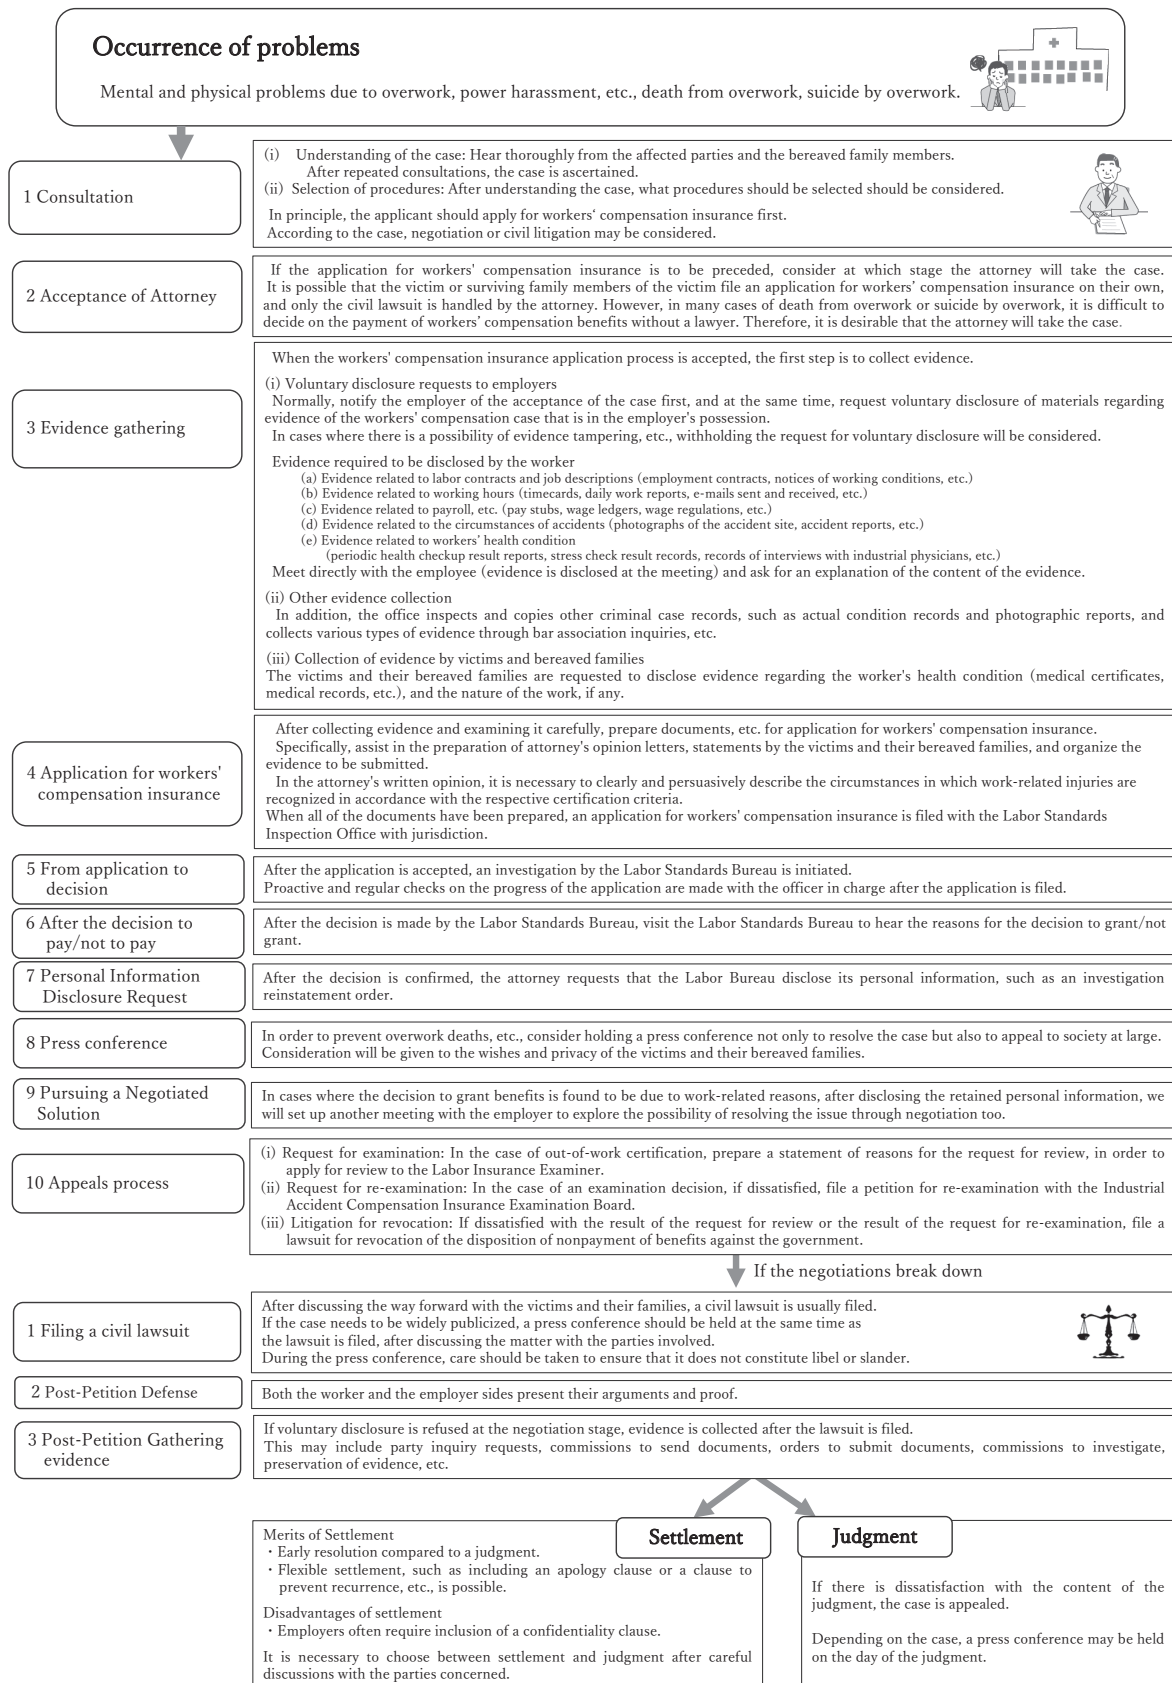 Occurrence of problems
Mental and physical problems due to overwork, power harassment, etc., death from overwork, suicide by overwork.
1 Consultation
(i) Understanding of the case: Hear thoroughly from the affected parties and the bereaved family members.
After repeated consultations, the case is ascertained.
(ii) Selection of procedures: After understanding the case, what procedures should be selected should be considered.
In principle, the applicant should apply for workers‘ compensation insurance first.
According to the case, negotiation or civil litigation may be considered.
2 Acceptance of Attorney
If the application for workers' compensation insurance is to be preceded, consider at which stage the attorney will take the case.
It is possible that the victim or surviving family members of the victim file an application for workers’ compensation insurance on their own,
and only the civil lawsuit is handled by the attorney. However, in many cases of death from overwork or suicide by overwork, it is difficult to
decide on the payment of workers’ compensation benefits without a lawyer. Therefore, it is desirable that the attorney will take the case.
3 Evidence gathering
When the workers' compensation insurance application process is accepted, the first step is to collect evidence.
(i) Voluntary disclosure requests to employers
Normally, notify the employer of the acceptance of the case first, and at the same time, request voluntary disclosure of materials regarding
evidence of the workers' compensation case that is in the employer's possession.
In cases where there is a possibility of evidence tampering, etc., withholding the request for voluntary disclosure will be considered.
Evidence required to be disclosed by the worker
(a) Evidence related to labor contracts and job descriptions (employment contracts, notices of working conditions, etc.)
(b) Evidence related to working hours (timecards, daily work reports, e-mails sent and received, etc.)
(c) Evidence related to payroll, etc. (pay stubs, wage ledgers, wage regulations, etc.)
(d) Evidence related to the circumstances of accidents (photographs of the accident site, accident reports, etc.)
(e) Evidence related to workers’ health condition
(periodic health checkup result reports, stress check result records, records of interviews with industrial physicians, etc.)
Meet directly with the employee (evidence is disclosed at the meeting) and ask for an explanation of the content of the evidence.
(ii) Other evidence collection
In addition, the office inspects and copies other criminal case records, such as actual condition records and photographic reports, and
collects various types of evidence through bar association inquiries, etc.
(iii) Collection of evidence by victims and bereaved families
The victims and their bereaved families are requested to disclose evidence regarding the worker's health condition (medical certificates,
medical records, etc.), and the nature of the work, if any.
4 Application for workers'
compensation insurance
After collecting evidence and examining it carefully, prepare documents, etc. for application for workers' compensation insurance.
Specifically, assist in the preparation of attorney's opinion letters, statements by the victims and their bereaved families, and organize the
evidence to be submitted.
In the attorney's written opinion, it is necessary to clearly and persuasively describe the circumstances in which work-related injuries are
recognized in accordance with the respective certification criteria.
When all of the documents have been prepared, an application for workers' compensation insurance is filed with the Labor Standards
Inspection Office with jurisdiction.
5 From application to
decision
After the application is accepted, an investigation by the Labor Standards Bureau is initiated.
Proactive and regular checks on the progress of the application are made with the officer in charge after the application is filed.
6 After the decision to
pay/not to pay
After the decision is made by the Labor Standards Bureau, visit the Labor Standards Bureau to hear the reasons for the decision to grant/not
grant.
7 Personal Information
Disclosure Request
After the decision is confirmed, the attorney requests that the Labor Bureau disclose its personal information, such as an investigation
reinstatement order.
8 Press conference
In order to prevent overwork deaths, etc., consider holding a press conference not only to resolve the case but also to appeal to society at large.
Consideration will be given to the wishes and privacy of the victims and their bereaved families.
9 Pursuing a Negotiated
Solution
In cases where the decision to grant benefits is found to be due to work-related reasons, after disclosing the retained personal information, we
will set up another meeting with the employer to explore the possibility of resolving the issue through negotiation too.
10 Appeals process
(i) Request for examination: In the case of out-of-work certification, prepare a statement of reasons for the request for review, in order to
apply for review to the Labor Insurance Examiner.
(ii) Request for re-examination: In the case of an examination decision, if dissatisfied, file a petition for re-examination with the Industrial
Accident Compensation Insurance Examination Board.
(iii) Litigation for revocation: If dissatisfied with the result of the request for review or the result of the request for re-examination, file a
lawsuit for revocation of the disposition of nonpayment of benefits against the government.
If the negotiations break down
1 Filing a civil lawsuit
After discussing the way forward with the victims and their families, a civil lawsuit is usually filed.
If the case needs to be widely publicized, a press conference should be held at the same time as
the lawsuit is filed, after discussing the matter with the parties involved.
During the press conference, care should be taken to ensure that it does not constitute libel or slander.
2 Post-Petition Defense
Both the worker and the employer sides present their arguments and proof.
3 Post-Petition Gathering
evidence
If voluntary disclosure is refused at the negotiation stage, evidence is collected after the lawsuit is filed.
This may include party inquiry requests, commissions to send documents, orders to submit documents, commissions to investigate,
preservation of evidence, etc.
Settlement
Merits of Settlement
・Early resolution compared to a judgment.
・Flexible settlement, such as including an apology clause or a clause to
prevent recurrence, etc., is possible.
Disadvantages of settlement
・Employers often require inclusion of a confidentiality clause.
It is necessary to choose between settlement and judgment after careful
discussions with the parties concerned.
Judgment
If there is dissatisfaction with the content of the
judgment, the case is appealed.
Depending on the case, a press conference may be held
on the day of the judgment.